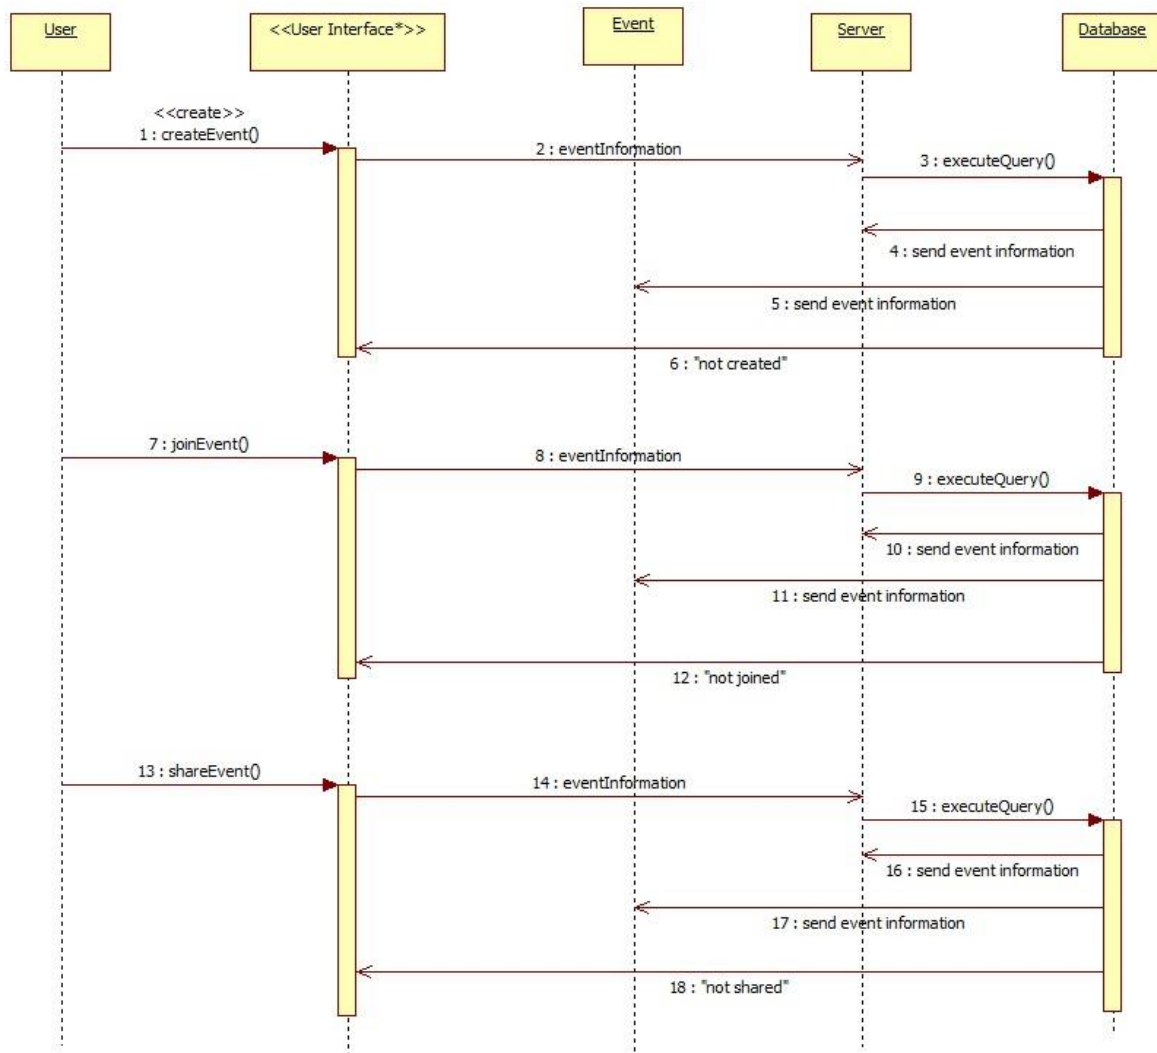 User
<<User Interface*>>
Event
Server
Database
<<create>>
1 : createEvent()
2 : eventInformation
3 : executeQuery()
4 : send event information
5 : send event information
6 : "not created"
7 : joinEvent()
8 : eventInformation
9 : executeQuery()
10 : send event information
11 : send event information
12 : "not joined"
13 : shareEvent()
14 : eventInformation
15 : executeQuery()
16 : send event information
17 : send event information
18 : "not shared"